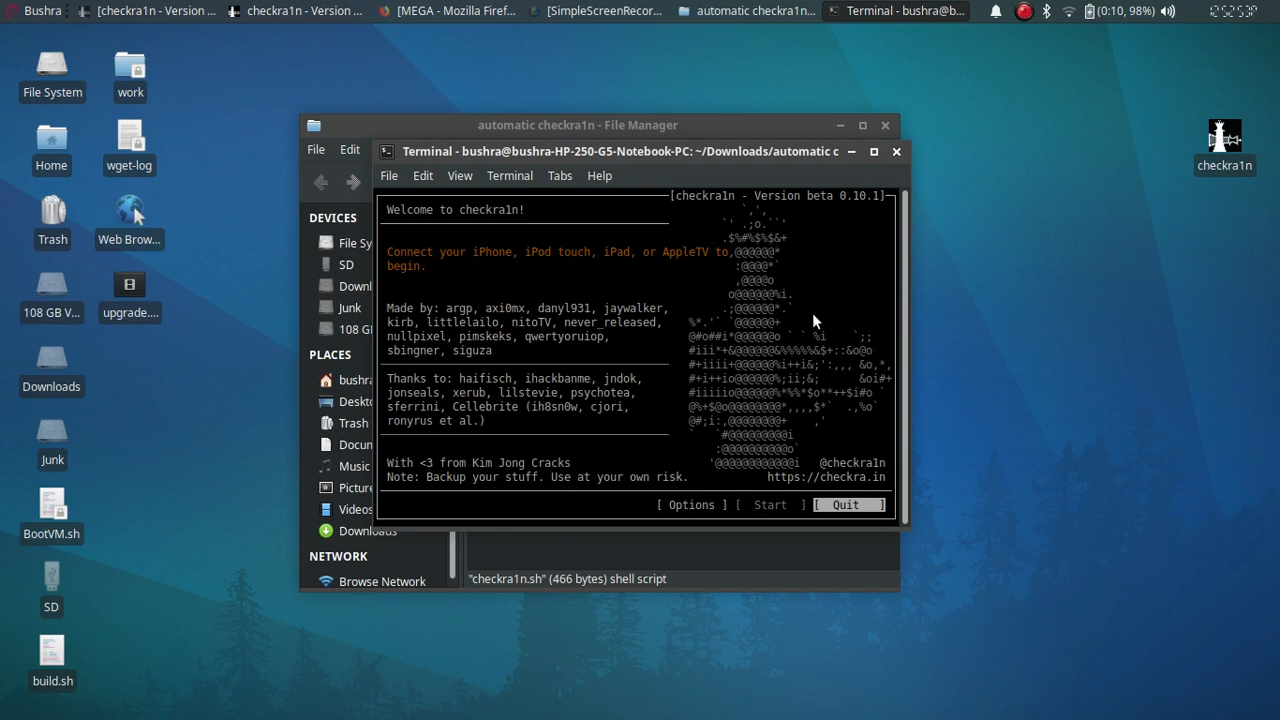 Bushra
[checkra1n - Version ...
checkra1n - Version ...
[MEGA - Mozilla Firef...
[SimpleScreenRecor...
automatic checkra1n...
Terminal - bushra@b...
(0:10, 98%)
12:52:53
File System
work
Home
wget-log
Trash
Web Brow...
108 GB V...
upgrade....
Downloads
Junk
BootVM.sh
SD
build.sh
checkra1n
automatic checkra1n - File Manager
File Edit
DEVICES
File Sy
SD
Downl
Junk
108 GI
PLACES
bushra
Deskto
Trash
Docum
Music
Picture
Videos
Downloads
NETWORK
Browse Network
"checkra1n.sh" (466 bytes) shell script
Terminal - bushra@bushra-HP-250-G5-Notebook-PC: ~/Downloads/automatic c
File Edit View Terminal Tabs Help
[checkra1n - Version beta 0.10.1]
Welcome to checkra1n!
Connect your iPhone, iPod touch, iPad, or AppleTV to
begin.
Made by: argp, axi0mx, danyl931, jaywalker,
kirb, littlelailo, nitoTV, never_released,
nullpixel, pimskeks, qwertyoruiop,
sbingner, siguza
Thanks to: haifisch, ihackbanme, jndok,
jonseals, xerub, lilstevie, psychotea,
sferrini, Cellebrite (ih8sn0w, cjori,
ronyrus et al.)
With <3 from Kim Jong Cracks
@checkra1n
Note: Backup your stuff. Use at your own risk.
https://checkra.in
[ Options ] [ Start ] [ Quit ]